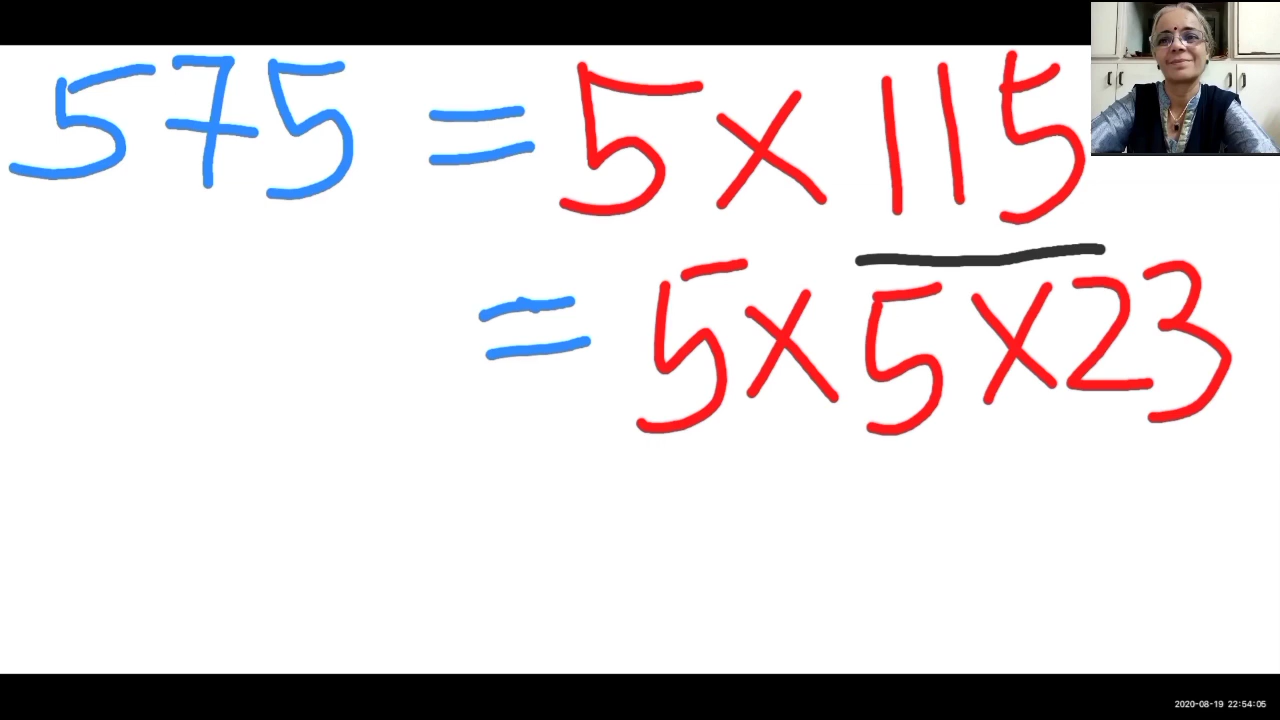 575 = 5 × 115
= 5 × 5 × 23
2020-08-19 22:54:05